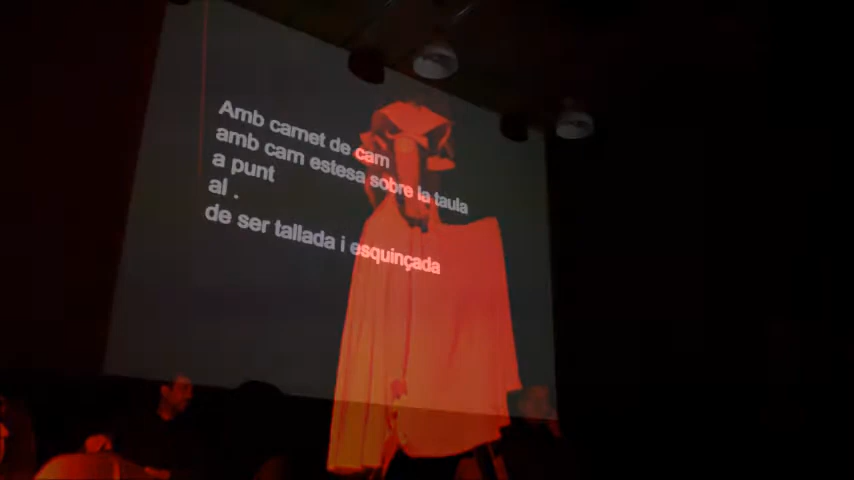 Amb carnet de carn
amb carn estesa sobre la taula
a punt
al .
de ser tallada i esquinçada